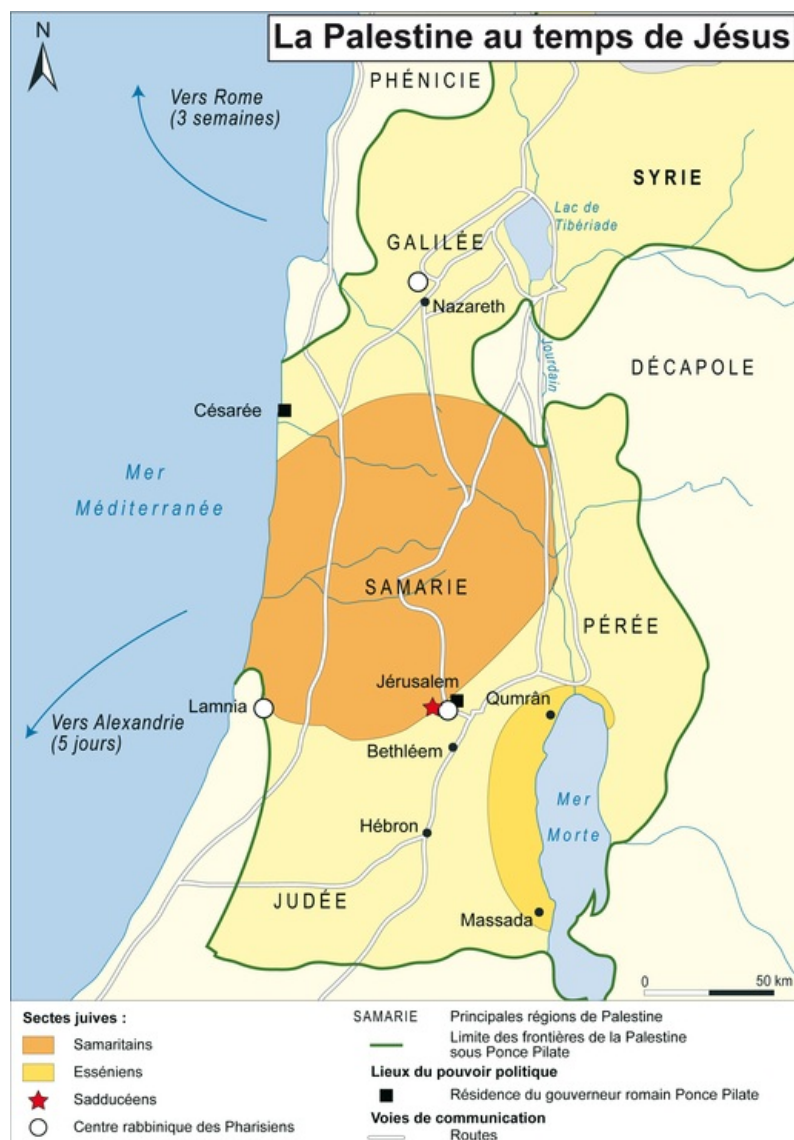 La Palestine au temps de Jésus
N
PHÉNICIE
Vers Rome
(3 semaines)
SYRIE
Lac de
Tibériade
GALILÉE
Nazareth
Jourdain
DÉCAPOLE
Césarée
Mer
Méditerranée
SAMARIE
PÉRÉE
Jérusalem
Qumrân
Lamnia
Vers Alexandrie
(5 jours)
Bethléem
Mer
Morte
Hébron
JUDÉE
Massada
0 50 km
Sectes juives :
Samaritains
Esséniens
Sadducéens
Centre rabbinique des Pharisiens
SAMARIE Principales régions de Palestine
Limite des frontières de la Palestine
sous Ponce Pilate
Lieux du pouvoir politique
Résidence du gouverneur romain Ponce Pilate
Voies de communication
Routes